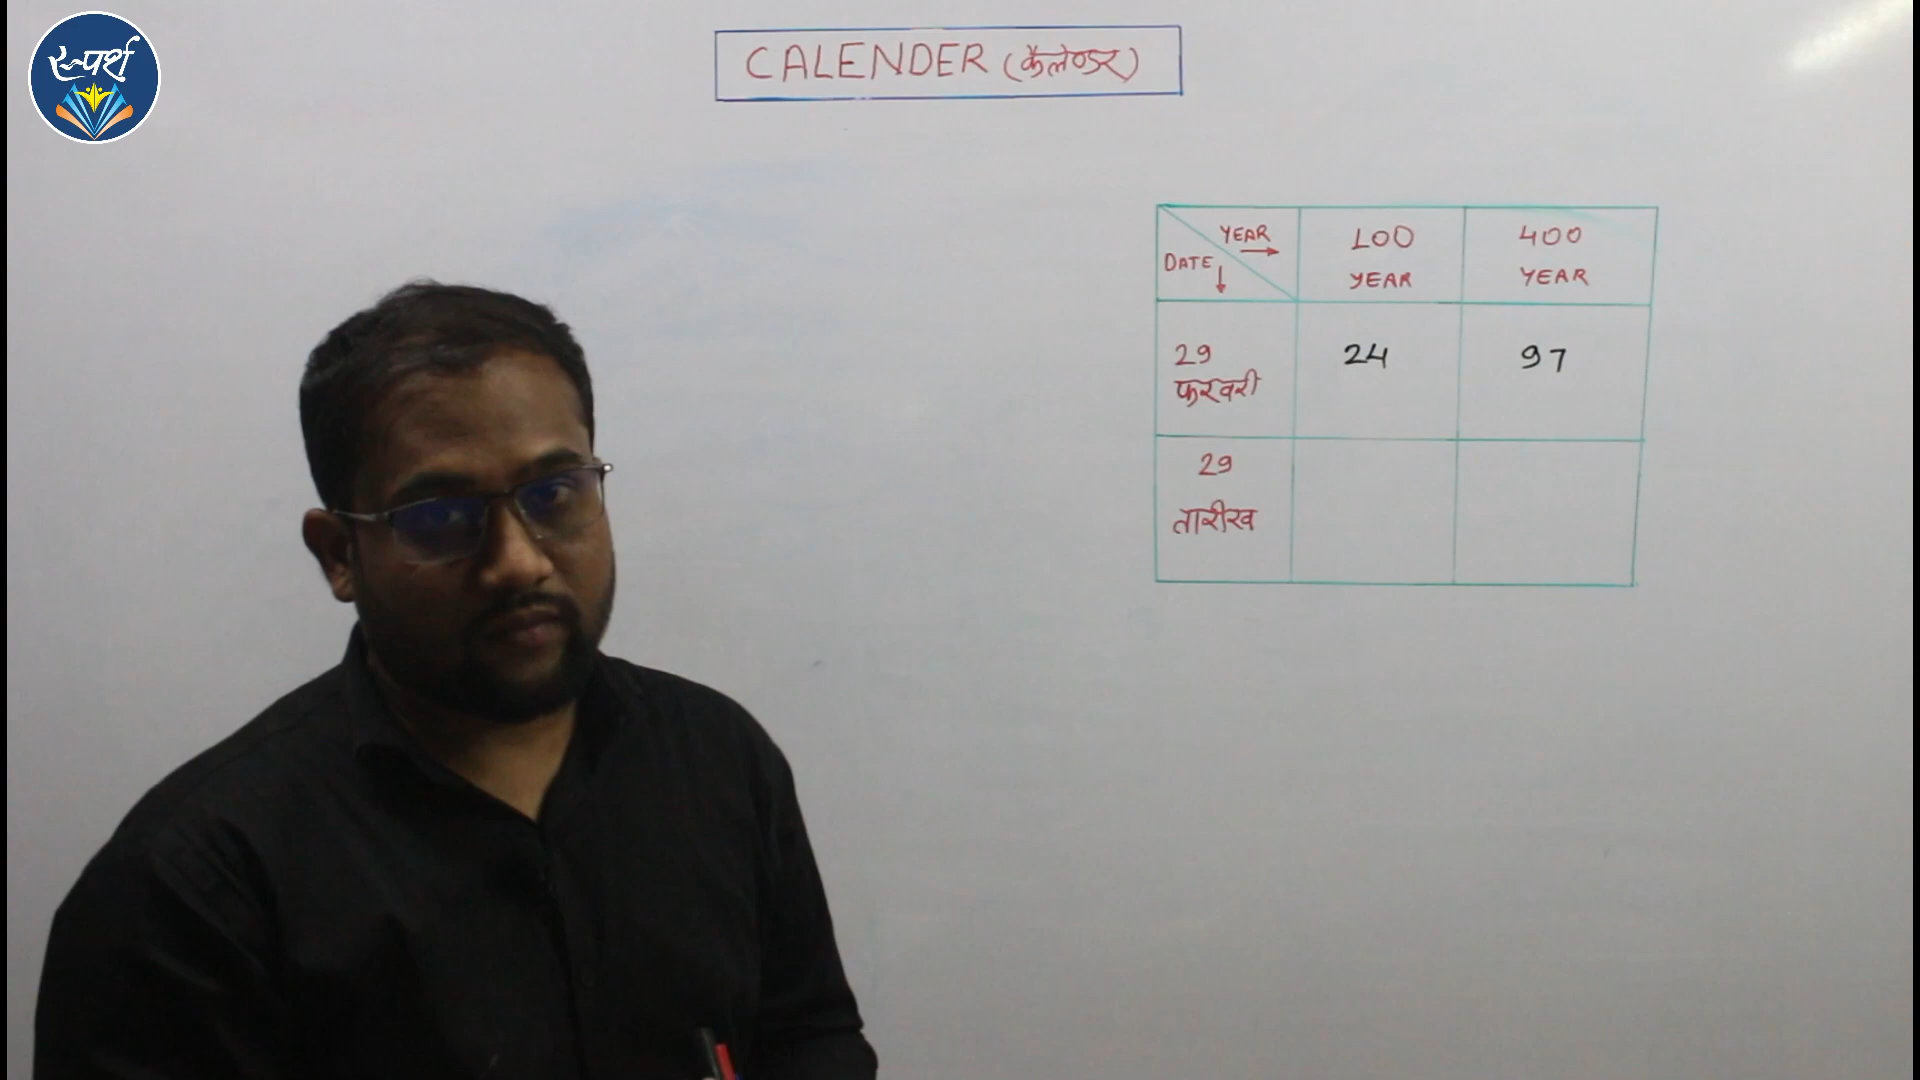 स्पर्श
CALENDER (कैलेण्डर)
YEAR
DATE
100
YEAR
400
YEAR
29
फरवरी
24
97
29
तारीख